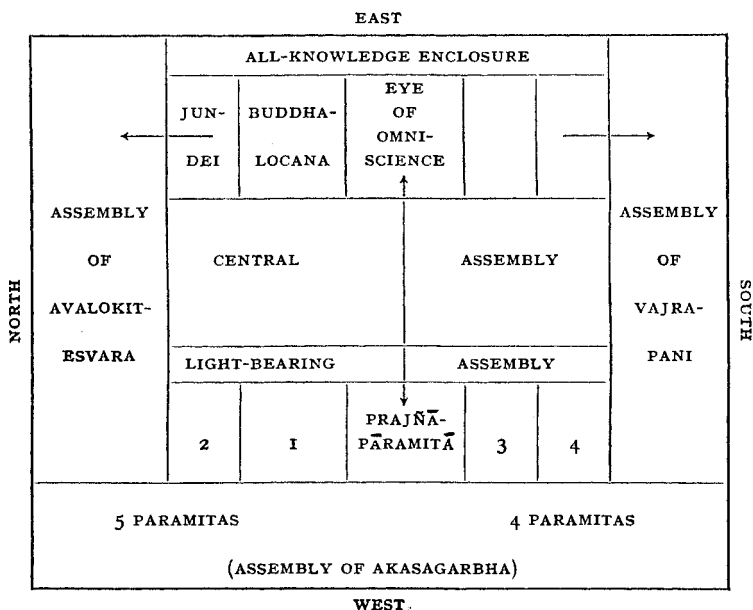 EAST
ALL-KNOWLEDGE ENCLOSURE
JUN-
DEI
BUDDHA-
LOCANA
EYE
OF
OMNI-
SCIENCE
NORTH
ASSEMBLY
OF
AVALOKIT-
ESVARA
CENTRAL ASSEMBLY
ASSEMBLY
OF
VAJRA-
PANI
SOUTH
LIGHT-BEARING ASSEMBLY
2
1
PRAJÑĀ-
PĀRAMITĀ
3
4
5 PARAMITAS 4 PARAMITAS
(ASSEMBLY OF AKASAGARBHA)
WEST.